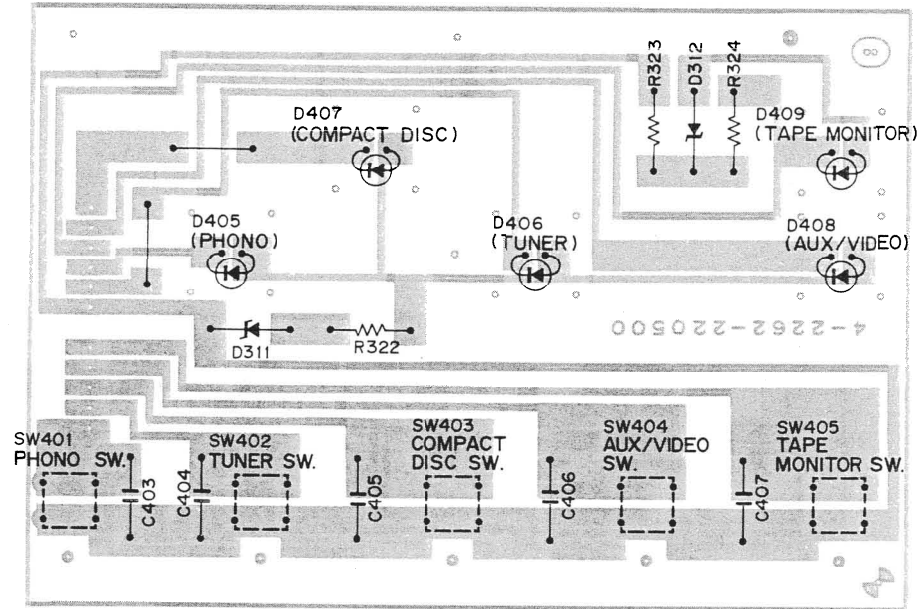 R323
D312
R324
8
D407
(COMPACT DISC)
D409
(TAPE MONITOR)
D405
(PHONO)
D406
(TUNER)
D408
(AUX/VIDEO)
4-2262-220500
D311
R322
SW401
PHONO SW.
C403
C404
SW402
TUNER SW.
C405
SW403
COMPACT
DISC SW.
C406
SW404
AUX/VIDEO
SW.
C407
SW405
TAPE
MONITOR SW.